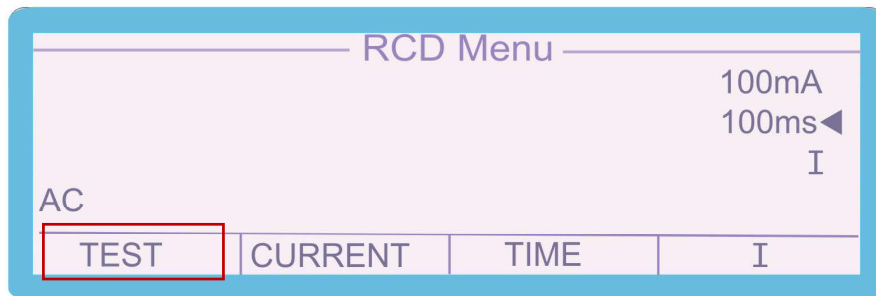 RCD Menu
100mA
100ms◀
I
AC
TEST CURRENT TIME I